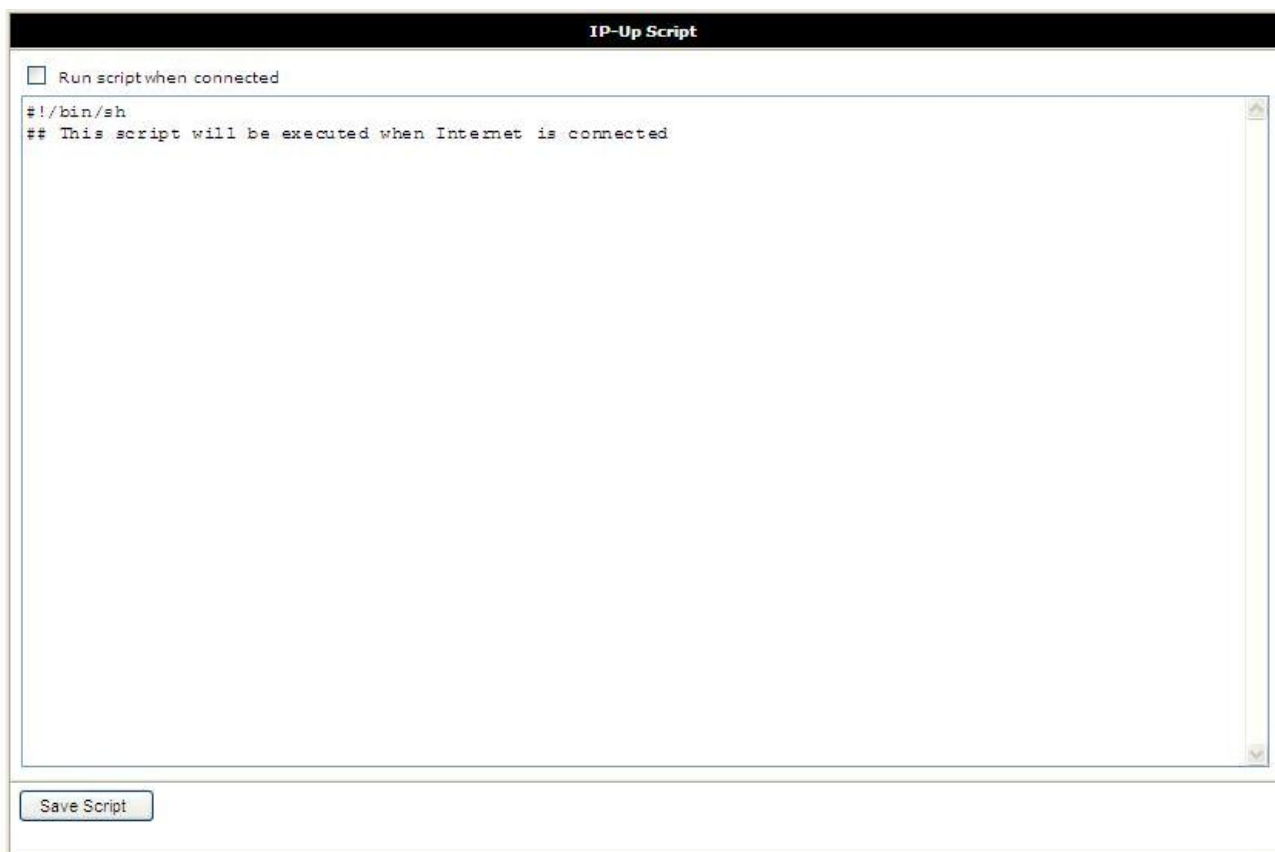 IP-Up Script
Run script when connected
#!/bin/sh
## This script will be executed when Internet is connected
Save Script